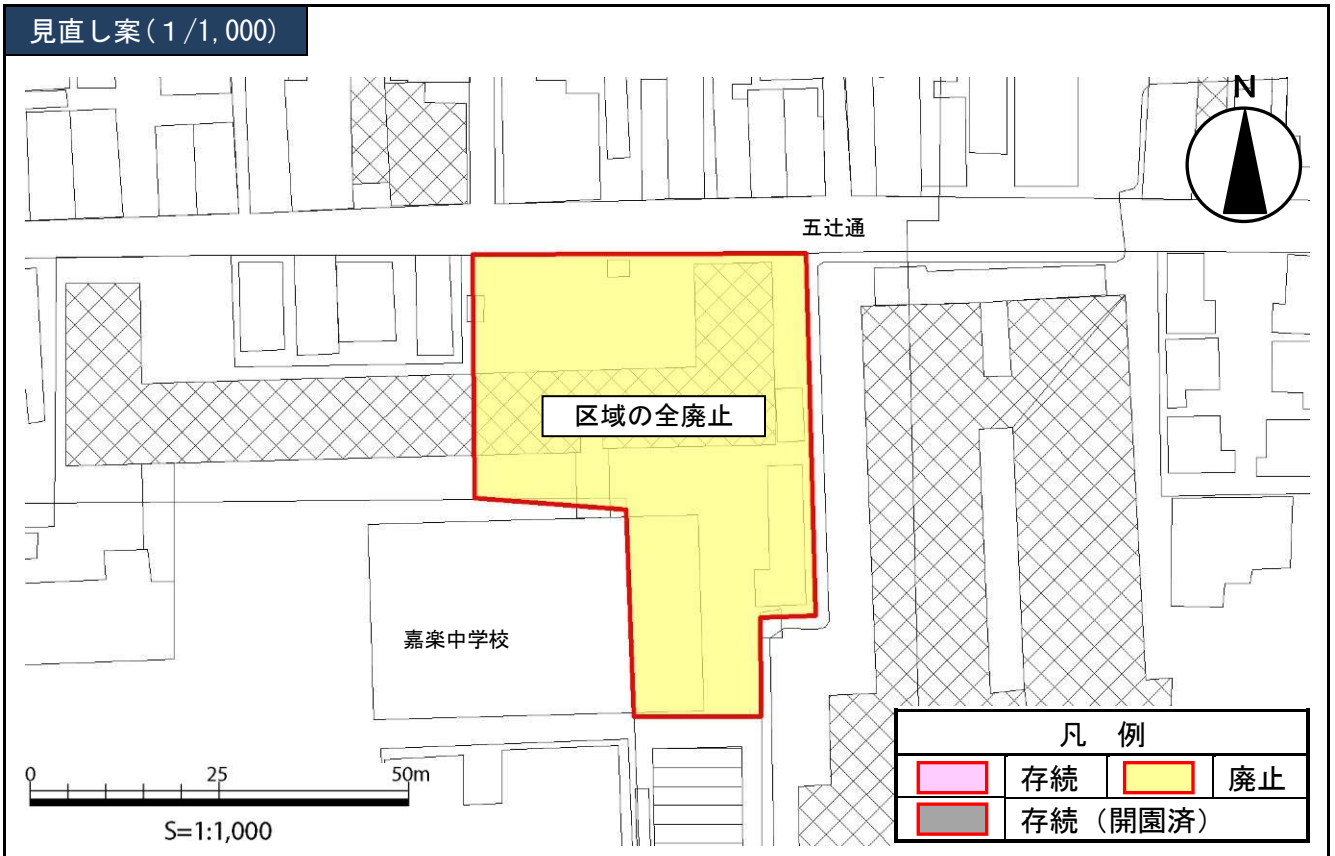 見直し案(１/1,000)
N
五辻通
区域の全廃止
嘉楽中学校
0 25 50m
S=1:1,000
凡 例
存続 廃止
存続（開園済）